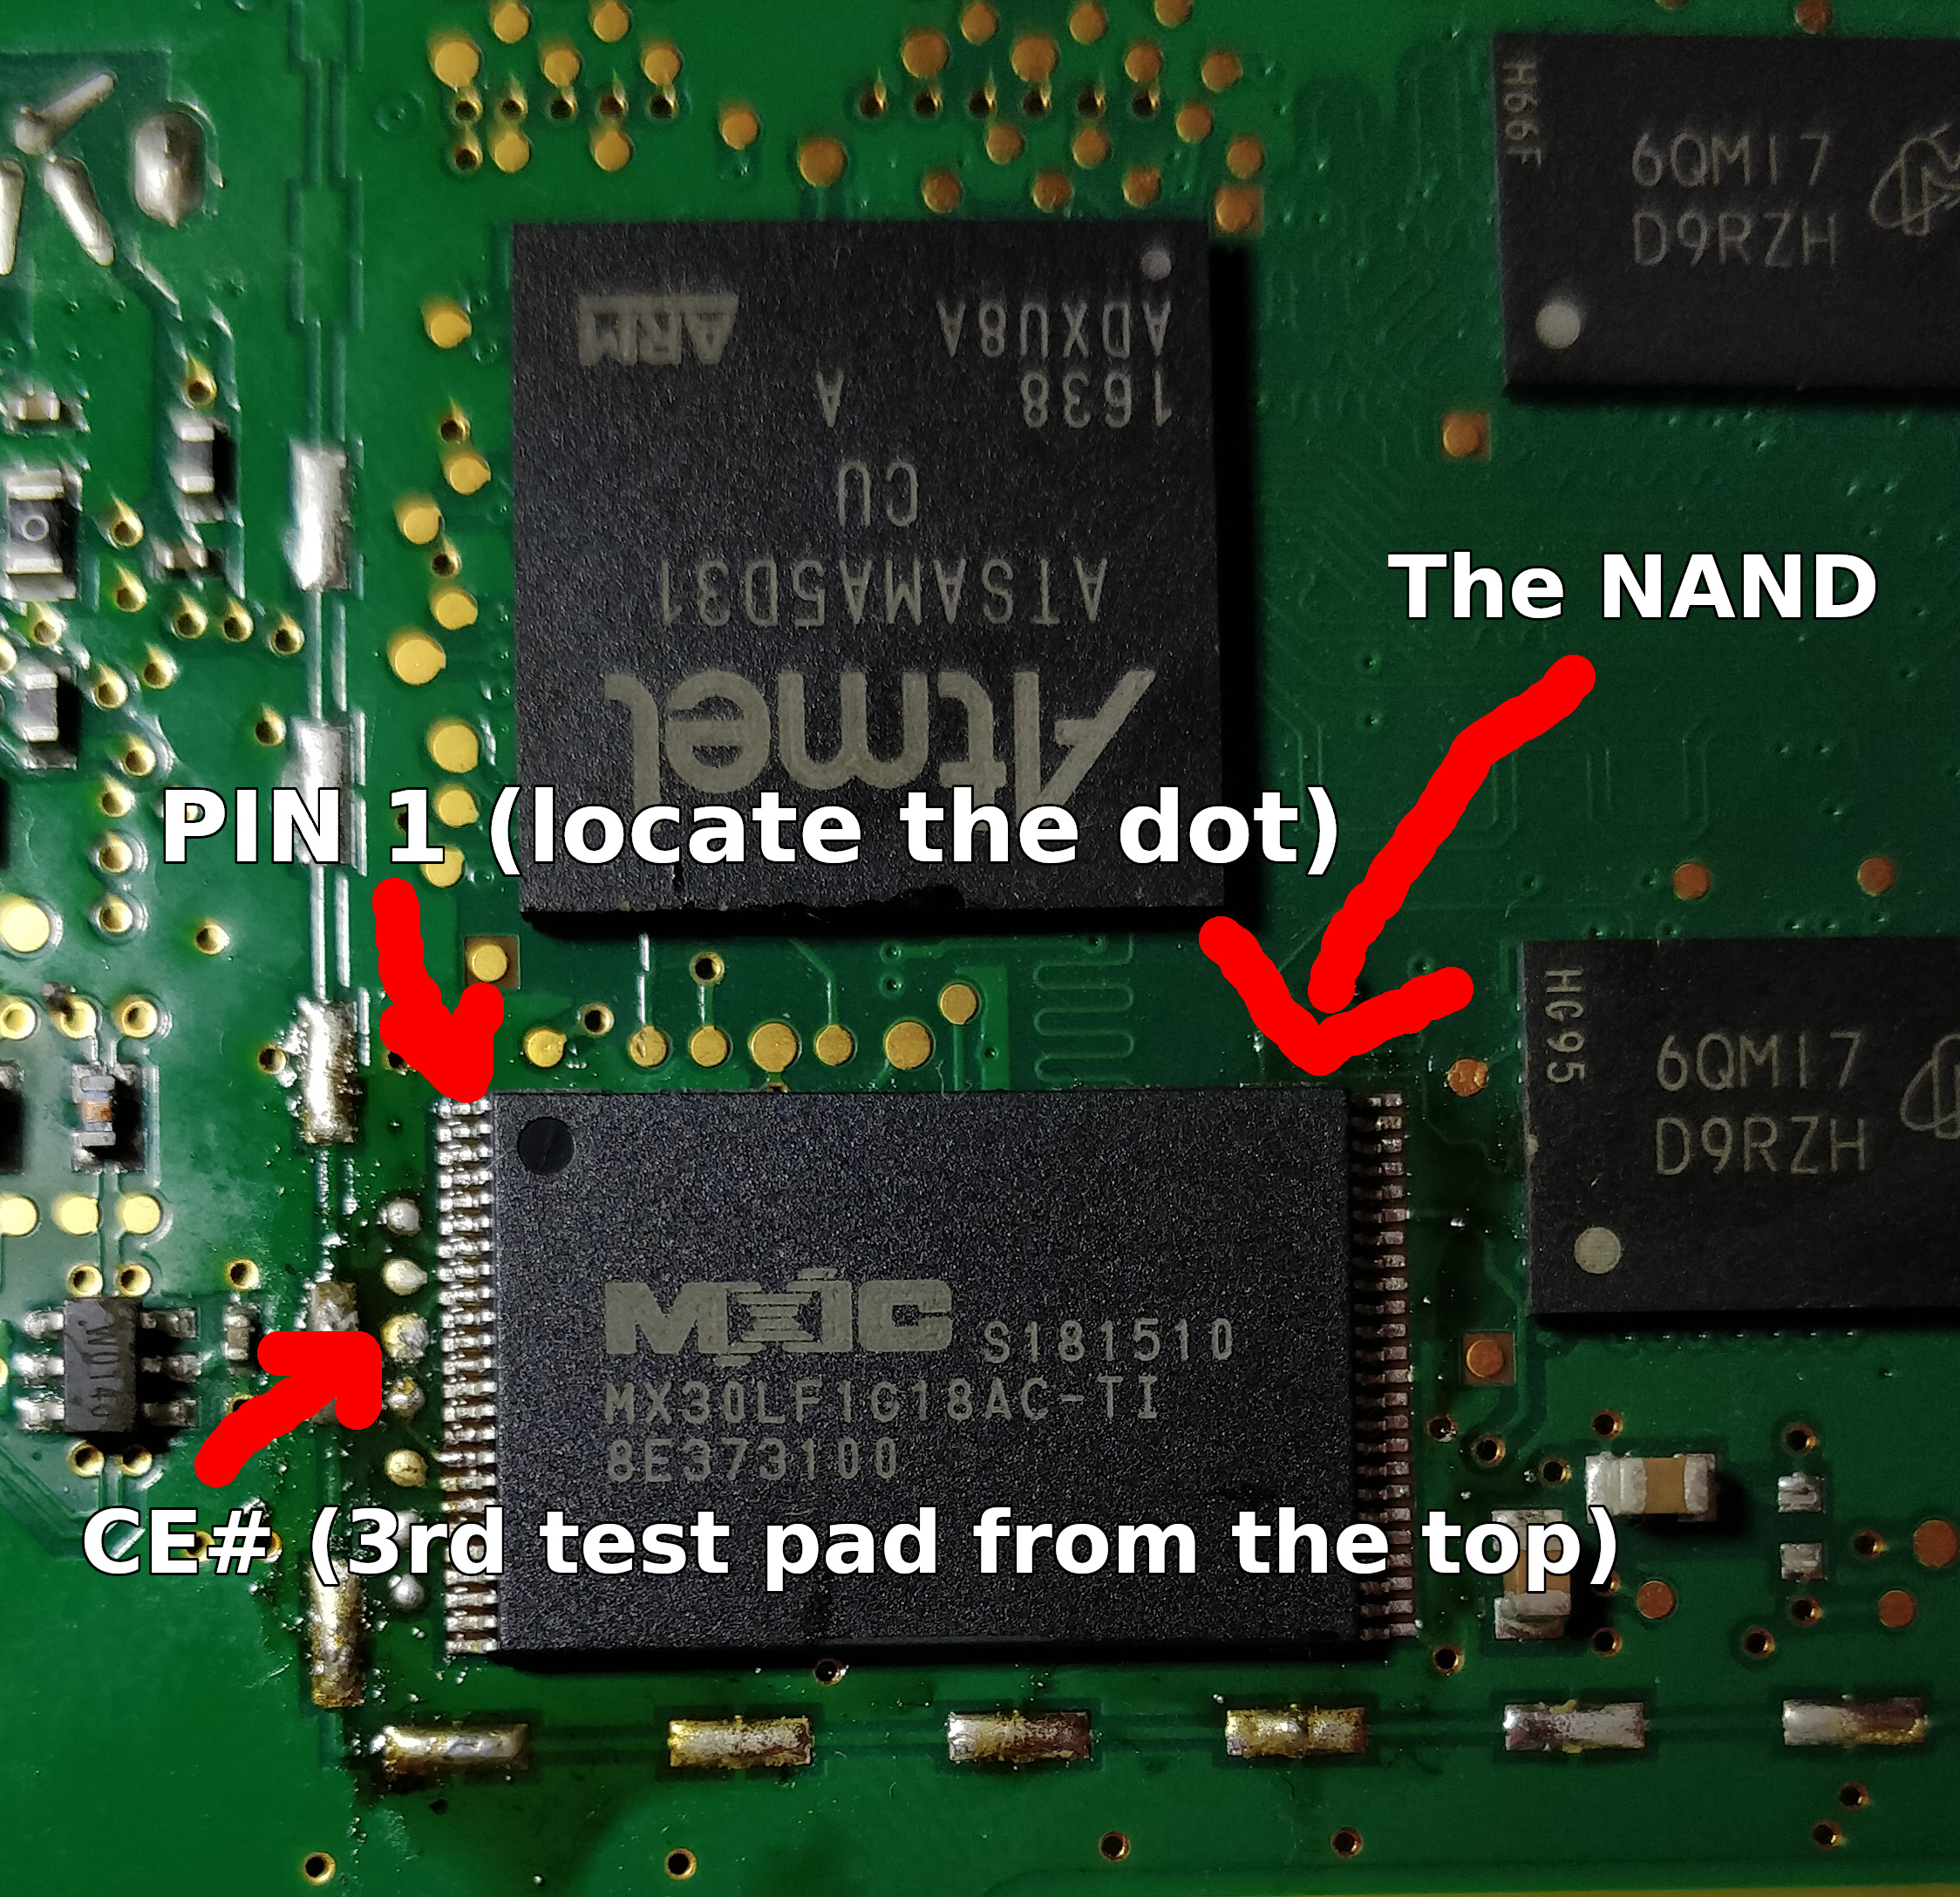 H66F
6QM17
D9RZH
ARM
ADXU8A
1638
A
CU
ATSAMA5D31
Atmel
The NAND
PIN 1 (locate the dot)
HG95
6QM17
D9RZH
MXIC S181510
MX30LF1G18AC-TI
8E373100
CE# (3rd test pad from the top)